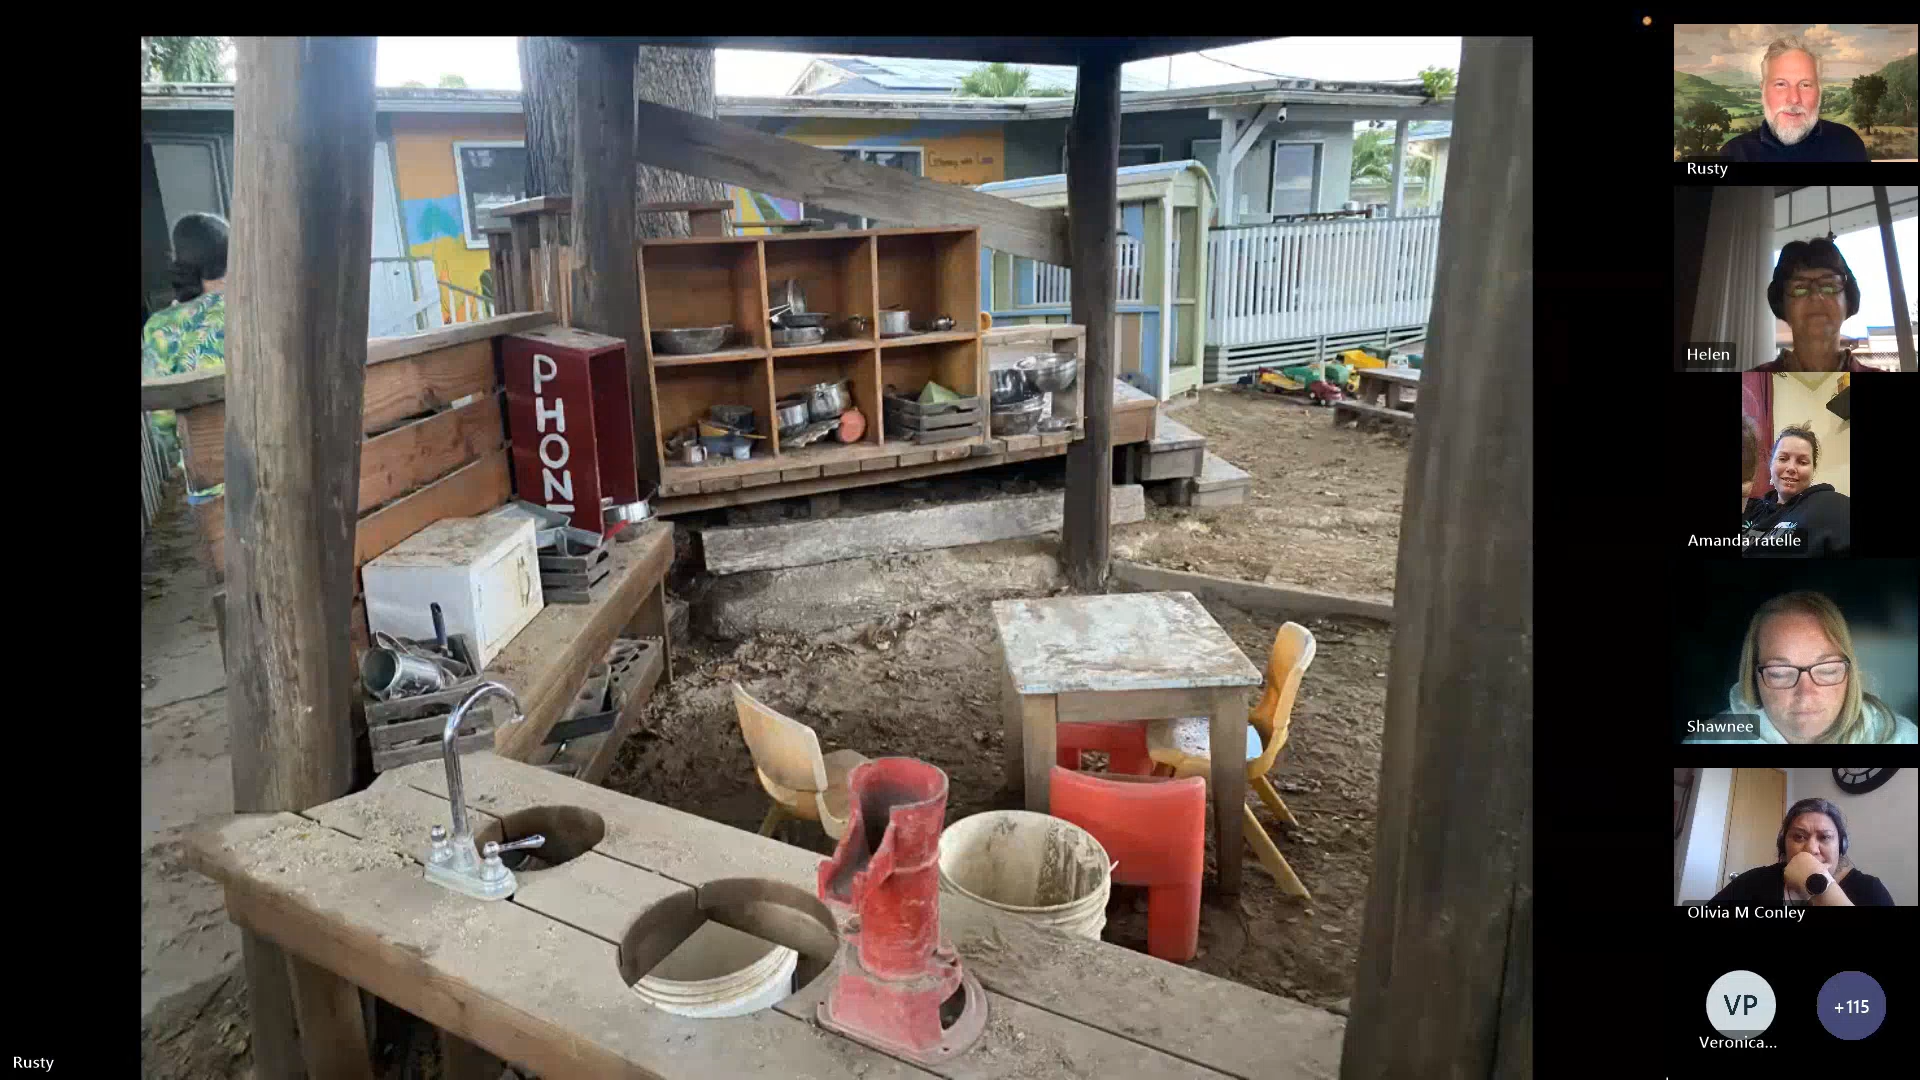 PHONE
Rusty
Helen
Amanda ratelle
Shawnee
Olivia M Conley
VP
+115
Veronica...
Rusty